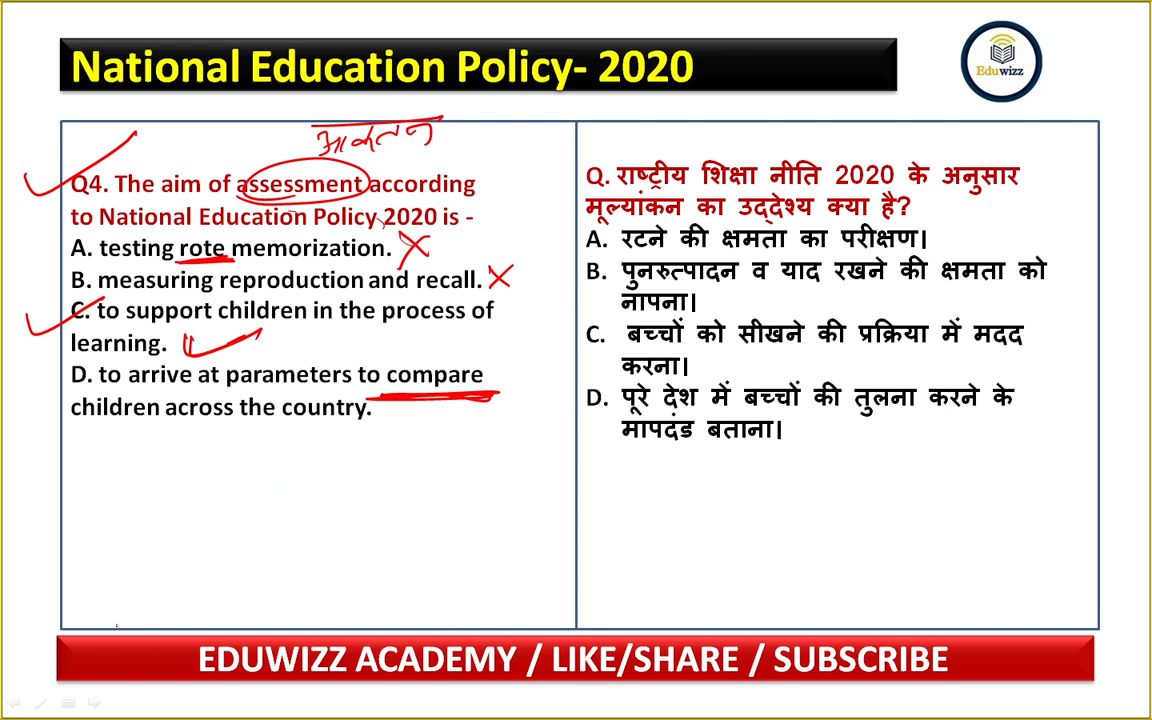 National Education Policy- 2020
Eduwizz
आकलन
Q4. The aim of assessment according
to National Education Policy 2020 is -
A. testing rote memorization.
B. measuring reproduction and recall.
C. to support children in the process of
learning.
D. to arrive at parameters to compare
children across the country.
Q. राष्ट्रीय शिक्षा नीति 2020 के अनुसार
मूल्यांकन का उद्देश्य क्या है?
A. रटने की क्षमता का परीक्षण।
B. पुनरुत्पादन व याद रखने की क्षमता को
नापना।
C. बच्चों को सीखने की प्रक्रिया में मदद
करना।
D. पूरे देश में बच्चों की तुलना करने के
मापदंड बताना।
EDUWIZZ ACADEMY / LIKE/SHARE / SUBSCRIBE